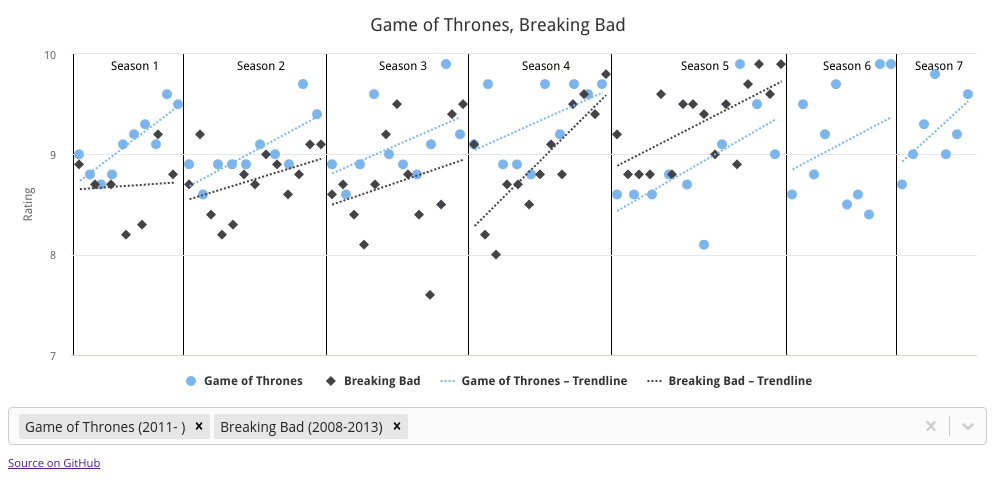 Game of Thrones, Breaking Bad
10
9
8
7
Rating
Season 1
Season 2
Season 3
Season 4
Season 5
Season 6
Season 7
Game of Thrones
Breaking Bad
Game of Thrones – Trendline
Breaking Bad – Trendline
Game of Thrones (2011- ) ×
Breaking Bad (2008-2013) ×
Source on GitHub